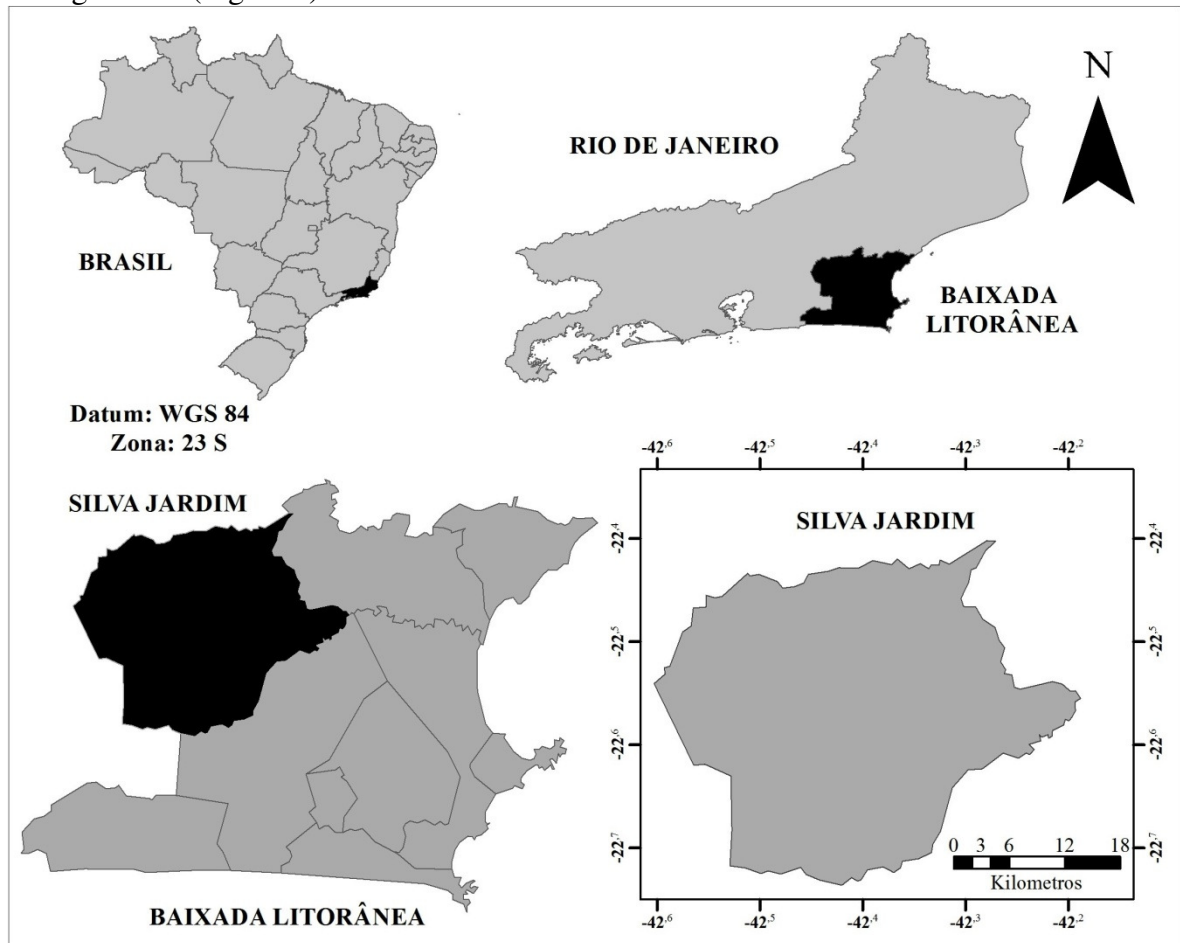 BRASIL
Datum: WGS 84
Zona: 23 S
RIO DE JANEIRO
BAIXADA
LITORÂNEA
N
SILVA JARDIM
BAIXADA LITORÂNEA
-42,6 -42,5 -42,4 -42,3 -42,2
SILVA JARDIM
-22,4
-22,5
-22,6
-22,7
-22,4
-22,5
-22,6
-22,7
0 3 6 12 18
Kilometros
-42,6 -42,5 -42,4 -42,3 -42,2